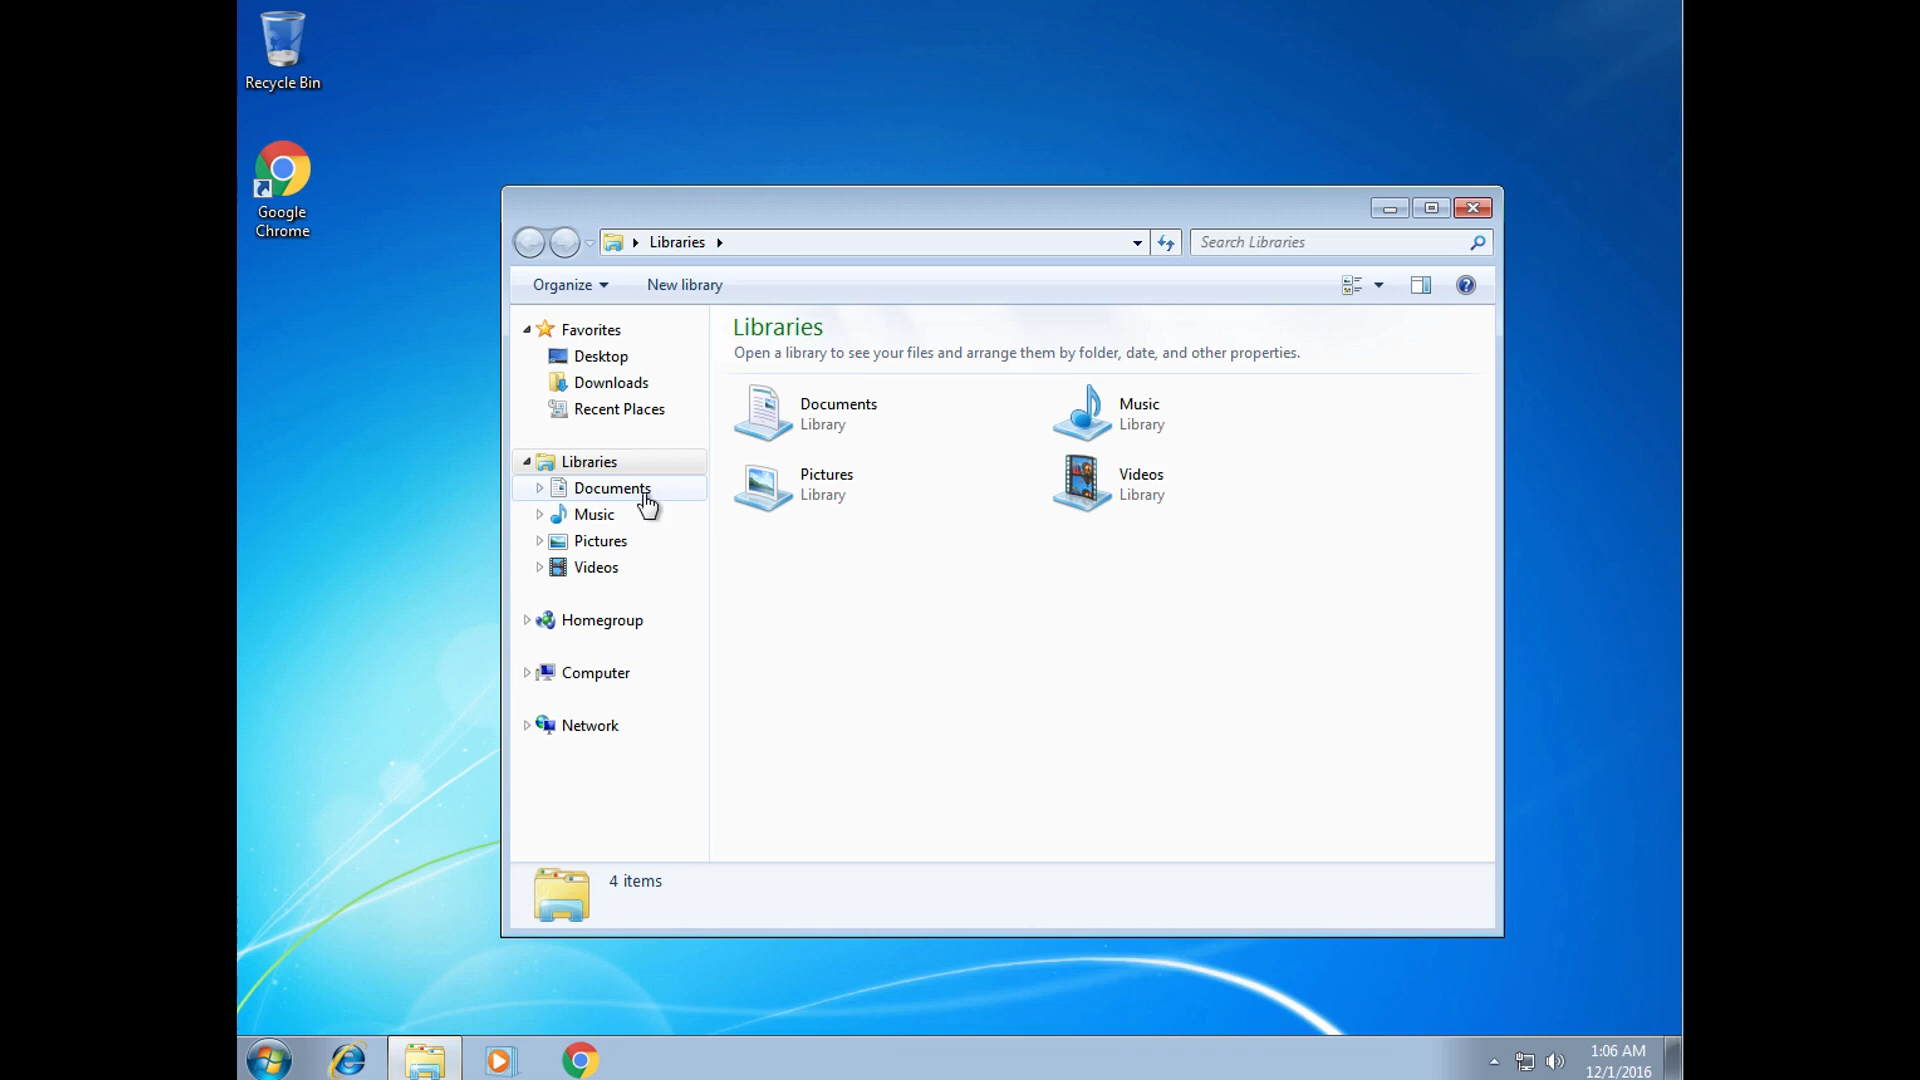 Recycle Bin
Google
Chrome
Libraries
Search Libraries
Organize
New library
Favorites
Desktop
Downloads
Recent Places
Libraries
Documents
Music
Pictures
Videos
Homegroup
Computer
Network
Libraries
Open a library to see your files and arrange them by folder, date, and other properties.
Documents
Library
Music
Library
Pictures
Library
Videos
Library
4 items
1:06 AM
12/1/2016